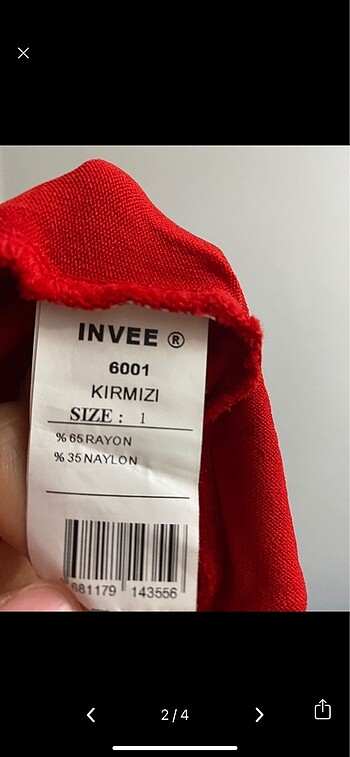 INVEE ®
6001
KIRMIZI
SIZE : 1
% 65 RAYON
% 35 NAYLON
681179 143556
2/4